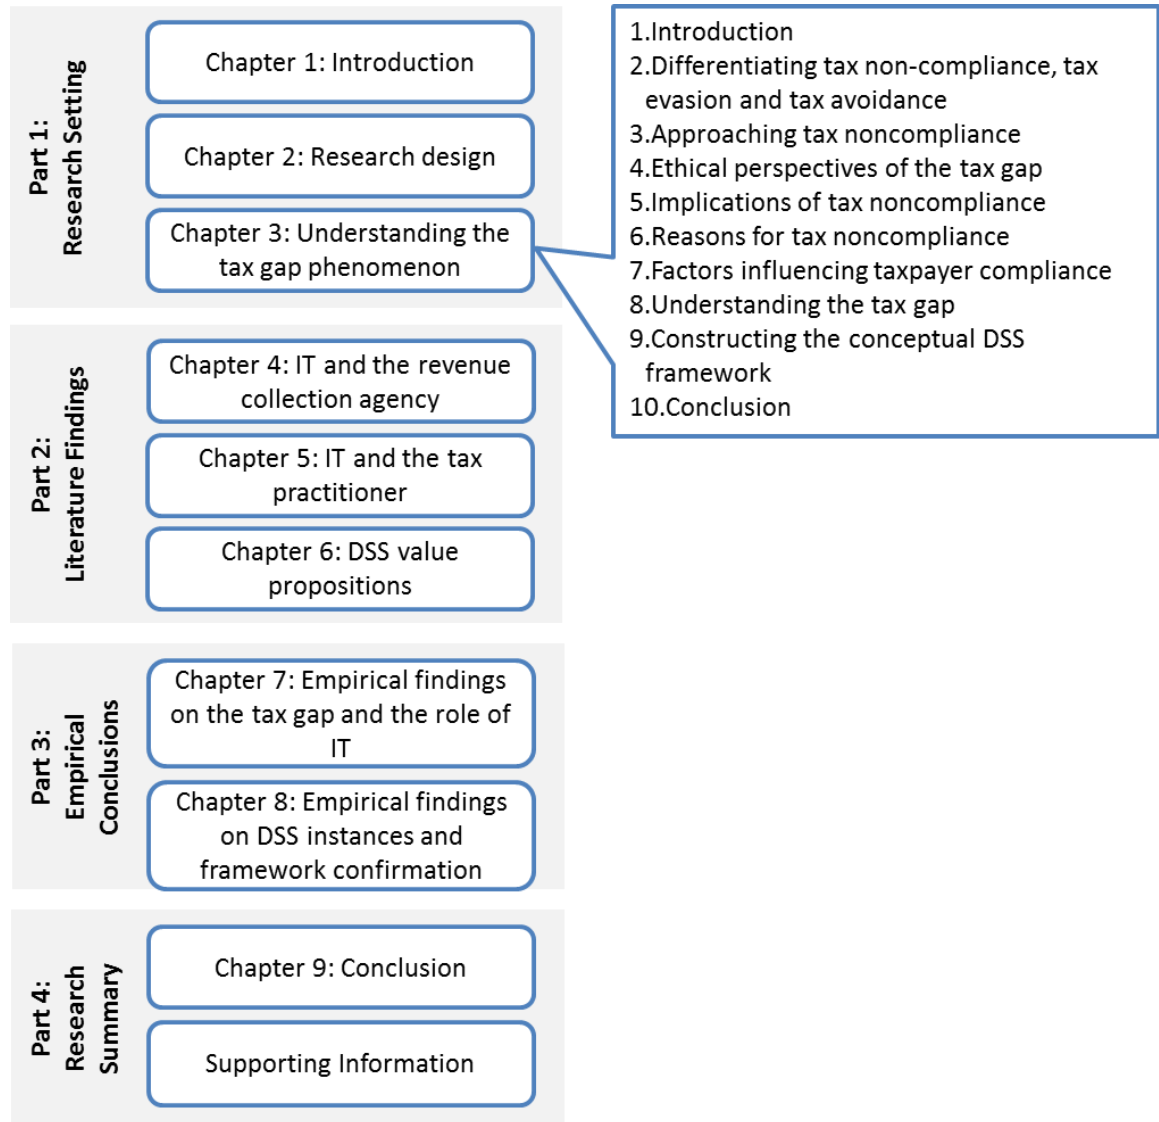 Part 1:
Research Setting
Chapter 1: Introduction
Chapter 2: Research design
Chapter 3: Understanding the
tax gap phenomenon
1.Introduction
2.Differentiating tax non-compliance, tax
evasion and tax avoidance
3.Approaching tax noncompliance
4.Ethical perspectives of the tax gap
5.Implications of tax noncompliance
6.Reasons for tax noncompliance
7.Factors influencing taxpayer compliance
8.Understanding the tax gap
9.Constructing the conceptual DSS
framework
10.Conclusion
Part 2:
Literature Findings
Chapter 4: IT and the revenue
collection agency
Chapter 5: IT and the tax
practitioner
Chapter 6: DSS value
propositions
Part 3:
Empirical
Conclusions
Chapter 7: Empirical findings
on the tax gap and the role of
IT
Chapter 8: Empirical findings
on DSS instances and
framework confirmation
Part 4:
Research
Summary
Chapter 9: Conclusion
Supporting Information